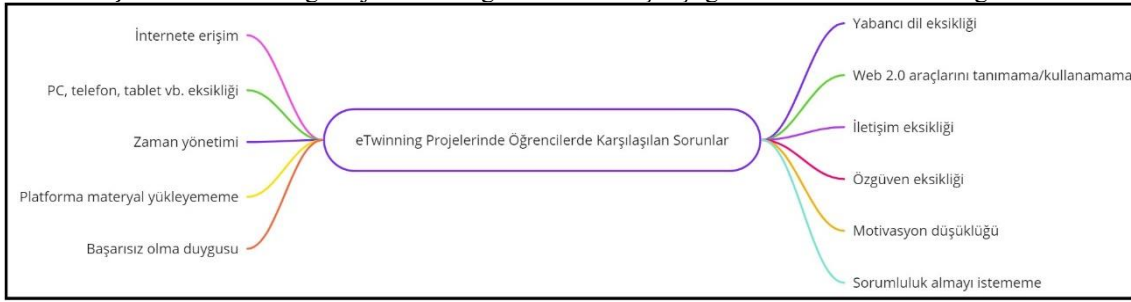 İnternete erişim
PC, telefon, tablet vb. eksikliği
Zaman yönetimi
Platforma materyal yükleyememe
Başarısız olma duygusu
eTwinning Projelerinde Öğrencilerde Karşılaşılan Sorunlar
Yabancı dil eksikliği
Web 2.0 araçlarını tanımama/kullanamama
İletişim eksikliği
Özgüven eksikliği
Motivasyon düşüklüğü
Sorumluluk almayı istememe